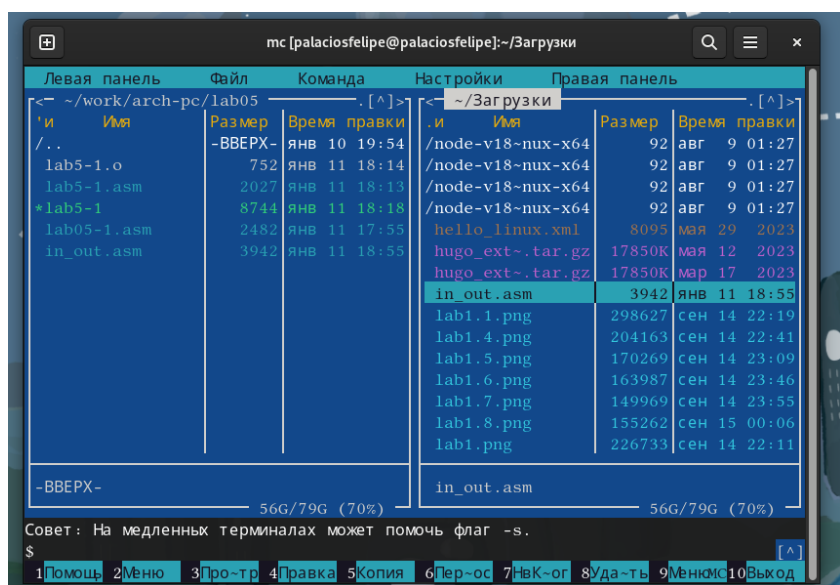 mc [palaciosfelipe@palaciosfelipe]:~/Загрузки
Левая панель Файл Команда Настройки Правая панель
<─ ~/work/arch-pc/lab05 ─.[^]>
'и Имя Размер Время правки
/.. -ВВЕРХ- янв 10 19:54
lab5-1.o 752 янв 11 18:14
lab5-1.asm 2027 янв 11 18:13
*lab5-1 8744 янв 11 18:18
lab05-1.asm 2482 янв 11 17:55
in_out.asm 3942 янв 11 18:55
-ВВЕРХ-
56G/79G (70%)
<─ ~/Загрузки ─.[^]>
.и Имя Размер Время правки
/node-v18~nux-x64 92 авг 9 01:27
/node-v18~nux-x64 92 авг 9 01:27
/node-v18~nux-x64 92 авг 9 01:27
/node-v18~nux-x64 92 авг 9 01:27
hello_linux.xml 8095 мая 29 2023
hugo_ext~.tar.gz 17850K мая 12 2023
hugo_ext~.tar.gz 17850K мар 17 2023
in_out.asm 3942 янв 11 18:55
lab1.1.png 298627 сен 14 22:19
lab1.4.png 204163 сен 14 22:41
lab1.5.png 170269 сен 14 23:09
lab1.6.png 163987 сен 14 23:46
lab1.7.png 149969 сен 14 23:55
lab1.8.png 155262 сен 15 00:06
lab1.png 226733 сен 14 22:11
in_out.asm
56G/79G (70%)
Совет: На медленных терминалах может помочь флаг -s.
$ [^]
1Помощь 2Меню 3Про~тр 4Правка 5Копия 6Пер~ос 7НвК~ог 8Уда~ть 9МенюMC 10Выход